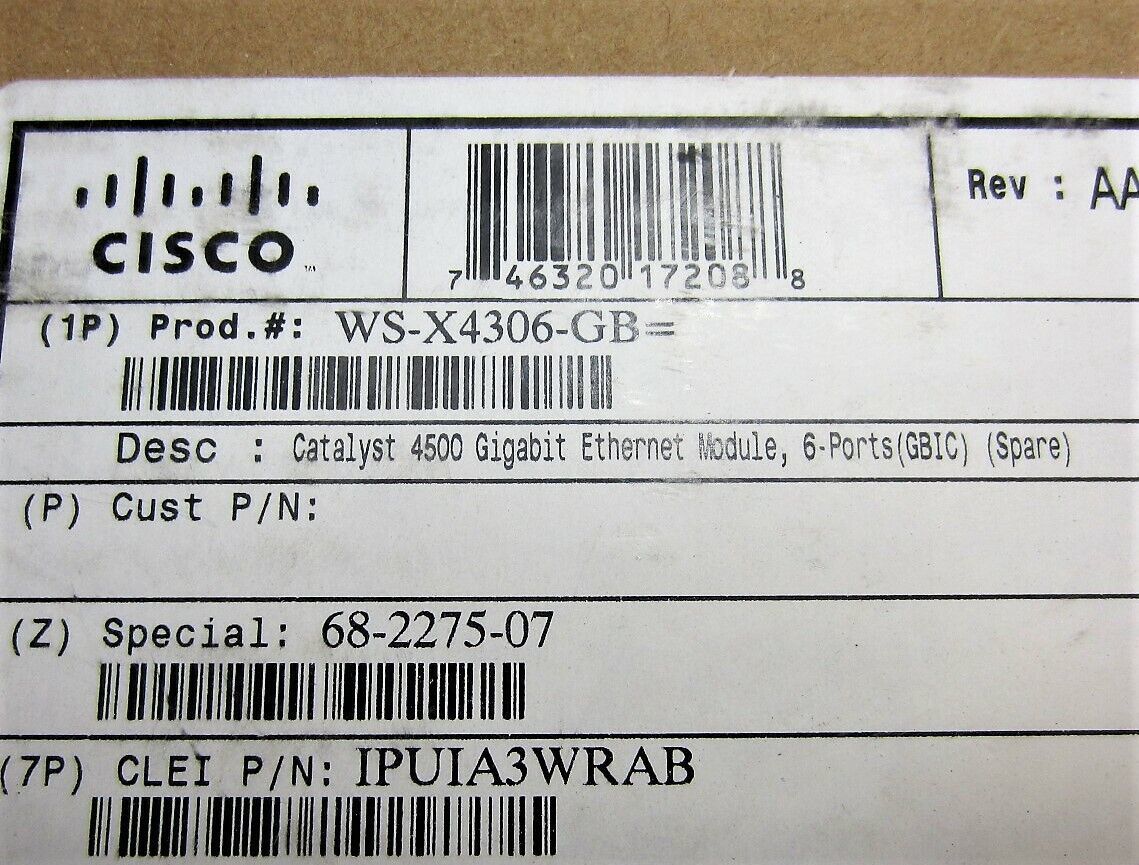 CISCO™
7 46320 17208 8
Rev : AA
(1P) Prod.#: WS-X4306-GB=
Desc : Catalyst 4500 Gigabit Ethernet Module, 6-Ports(GBIC) (Spare)
(P) Cust P/N:
(Z) Special: 68-2275-07
(7P) CLEI P/N: IPUIA3WRAB